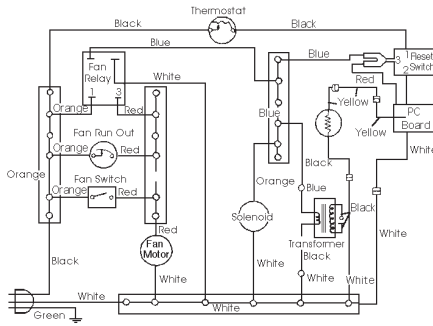 Thermostat
Black
Black
Blue
Blue
1 Reset
3
2 Switch
Fan
Relay
1 3
White
Red
Yellow
Orange
Red
Blue
PC
Board
Yellow
Fan Run Out
White
Orange
Red
Black
Orange
Fan Switch
Orange
Red
Orange
Blue
Black
Solenoid
Red
Fan
Motor
Transformer
White
Black
Black
White
White
White
White
White
White
Green